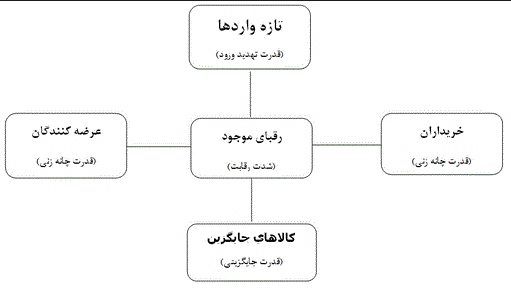 تازه واردها
(قدرت تهدید ورود)
خریداران
(قدرت چانه زنی)
رقبای موجود
(شدت رقابت)
عرضه کنندگان
(قدرت چانه زنی)
کالاهای جایگزین
(قدرت جایگزینی)